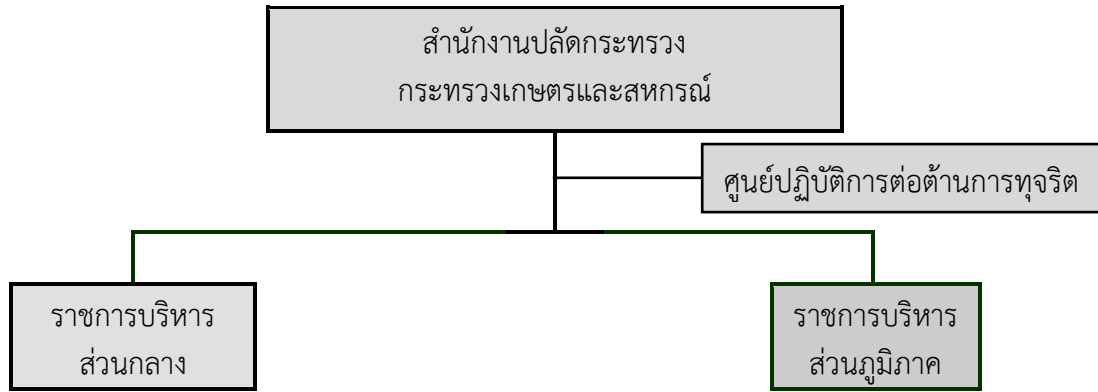 สำนักงานปลัดกระทรวง
กระทรวงเกษตรและสหกรณ์
ศูนย์ปฏิบัติการต่อต้านการทุจริต
ราชการบริหาร
ส่วนกลาง
ราชการบริหาร
ส่วนภูมิภาค